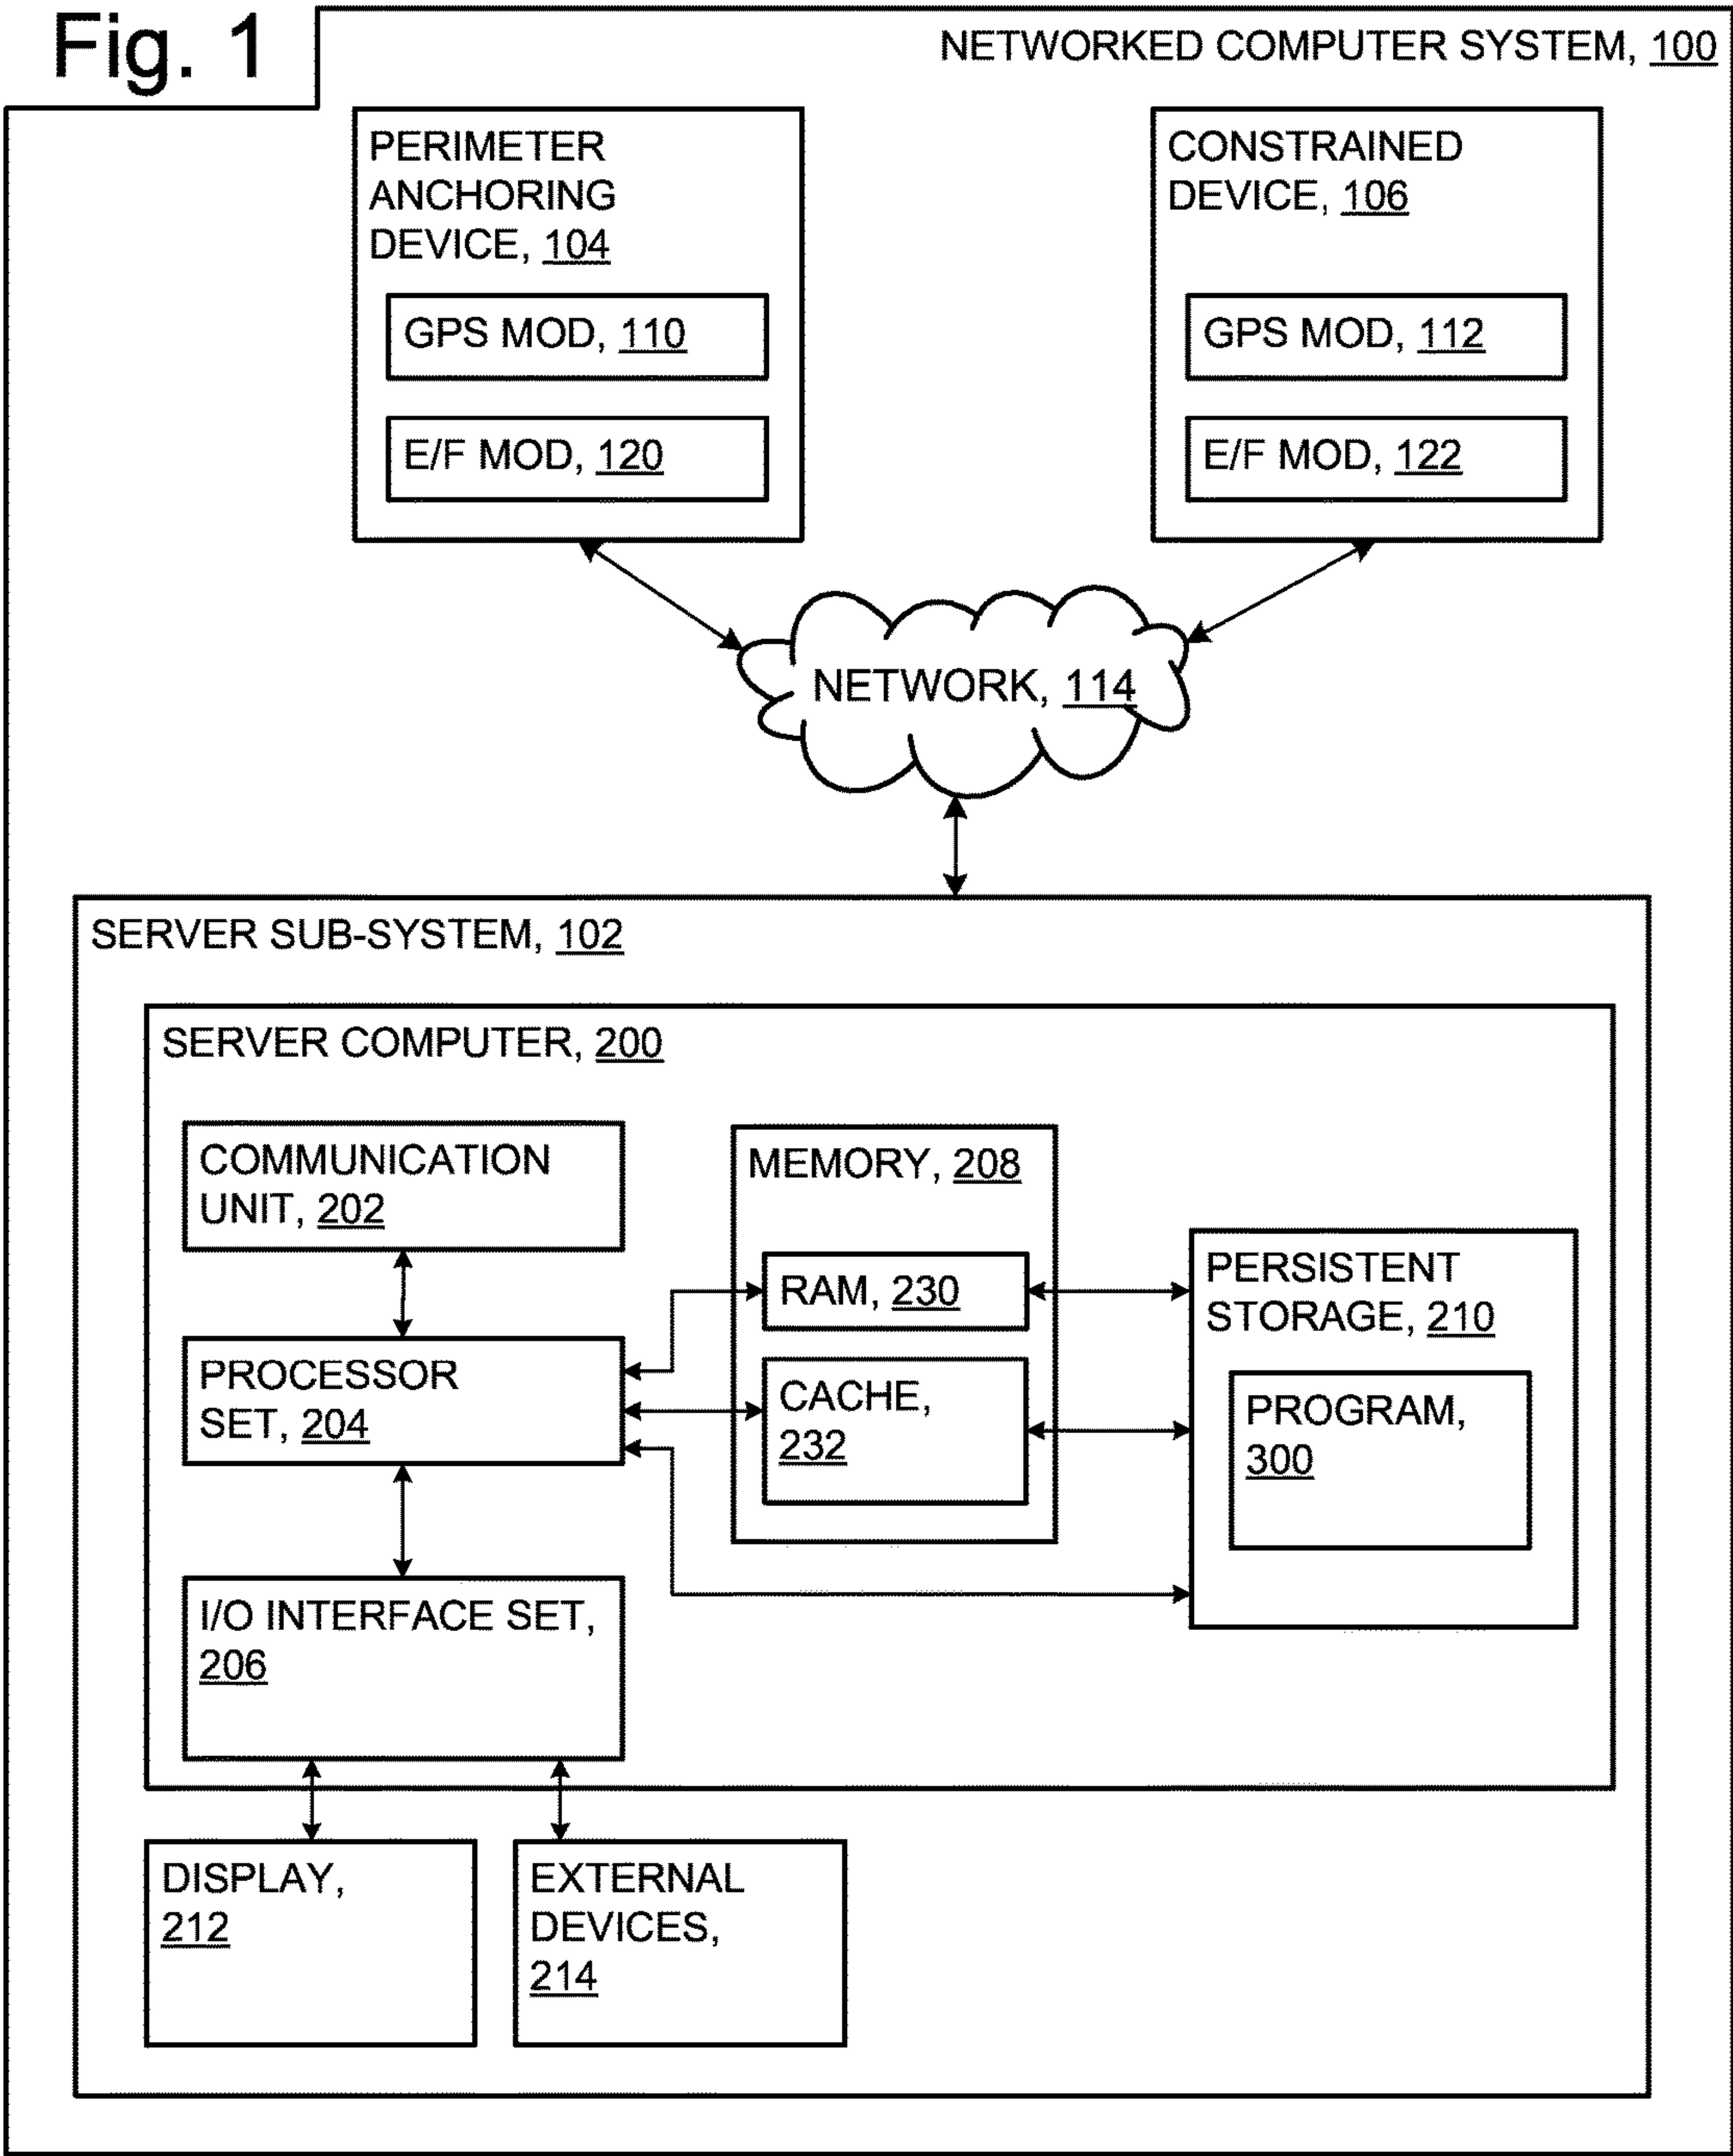 Fig. 1
NETWORKED COMPUTER SYSTEM, 100
PERIMETER
ANCHORING
DEVICE, 104
GPS MOD, 110
E/F MOD, 120
CONSTRAINED
DEVICE, 106
GPS MOD, 112
E/F MOD, 122
NETWORK, 114
SERVER SUB-SYSTEM, 102
SERVER COMPUTER, 200
COMMUNICATION
UNIT, 202
PROCESSOR
SET, 204
I/O INTERFACE SET,
206
MEMORY, 208
RAM, 230
CACHE,
232
PERSISTENT
STORAGE, 210
PROGRAM,
300
DISPLAY,
212
EXTERNAL
DEVICES,
214